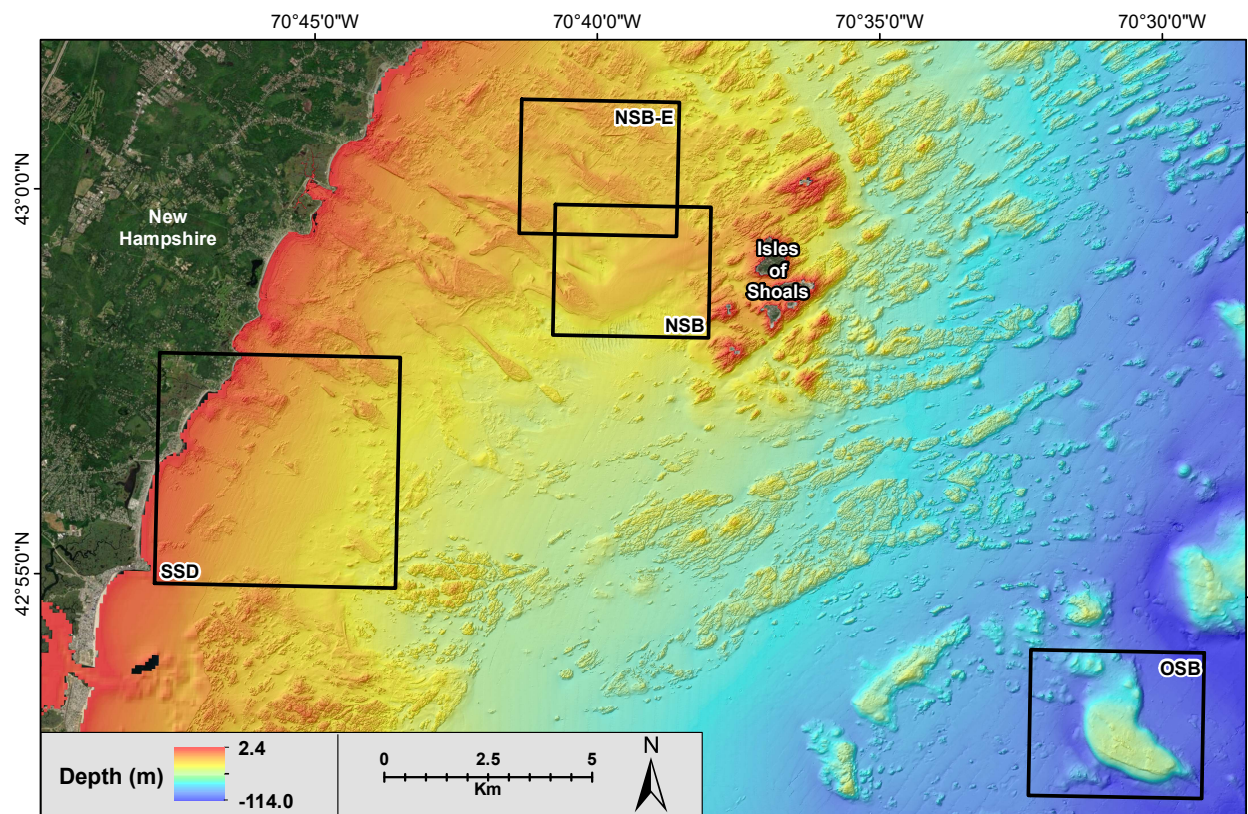 70°45'0"W
70°40'0"W
70°35'0"W
70°30'0"W
43°0'0"N
42°55'0"N
NSB-E
New
Hampshire
Isles
of
Shoals
NSB
SSD
OSB
Depth (m)
2.4
-114.0
0
2.5
5
Km
N